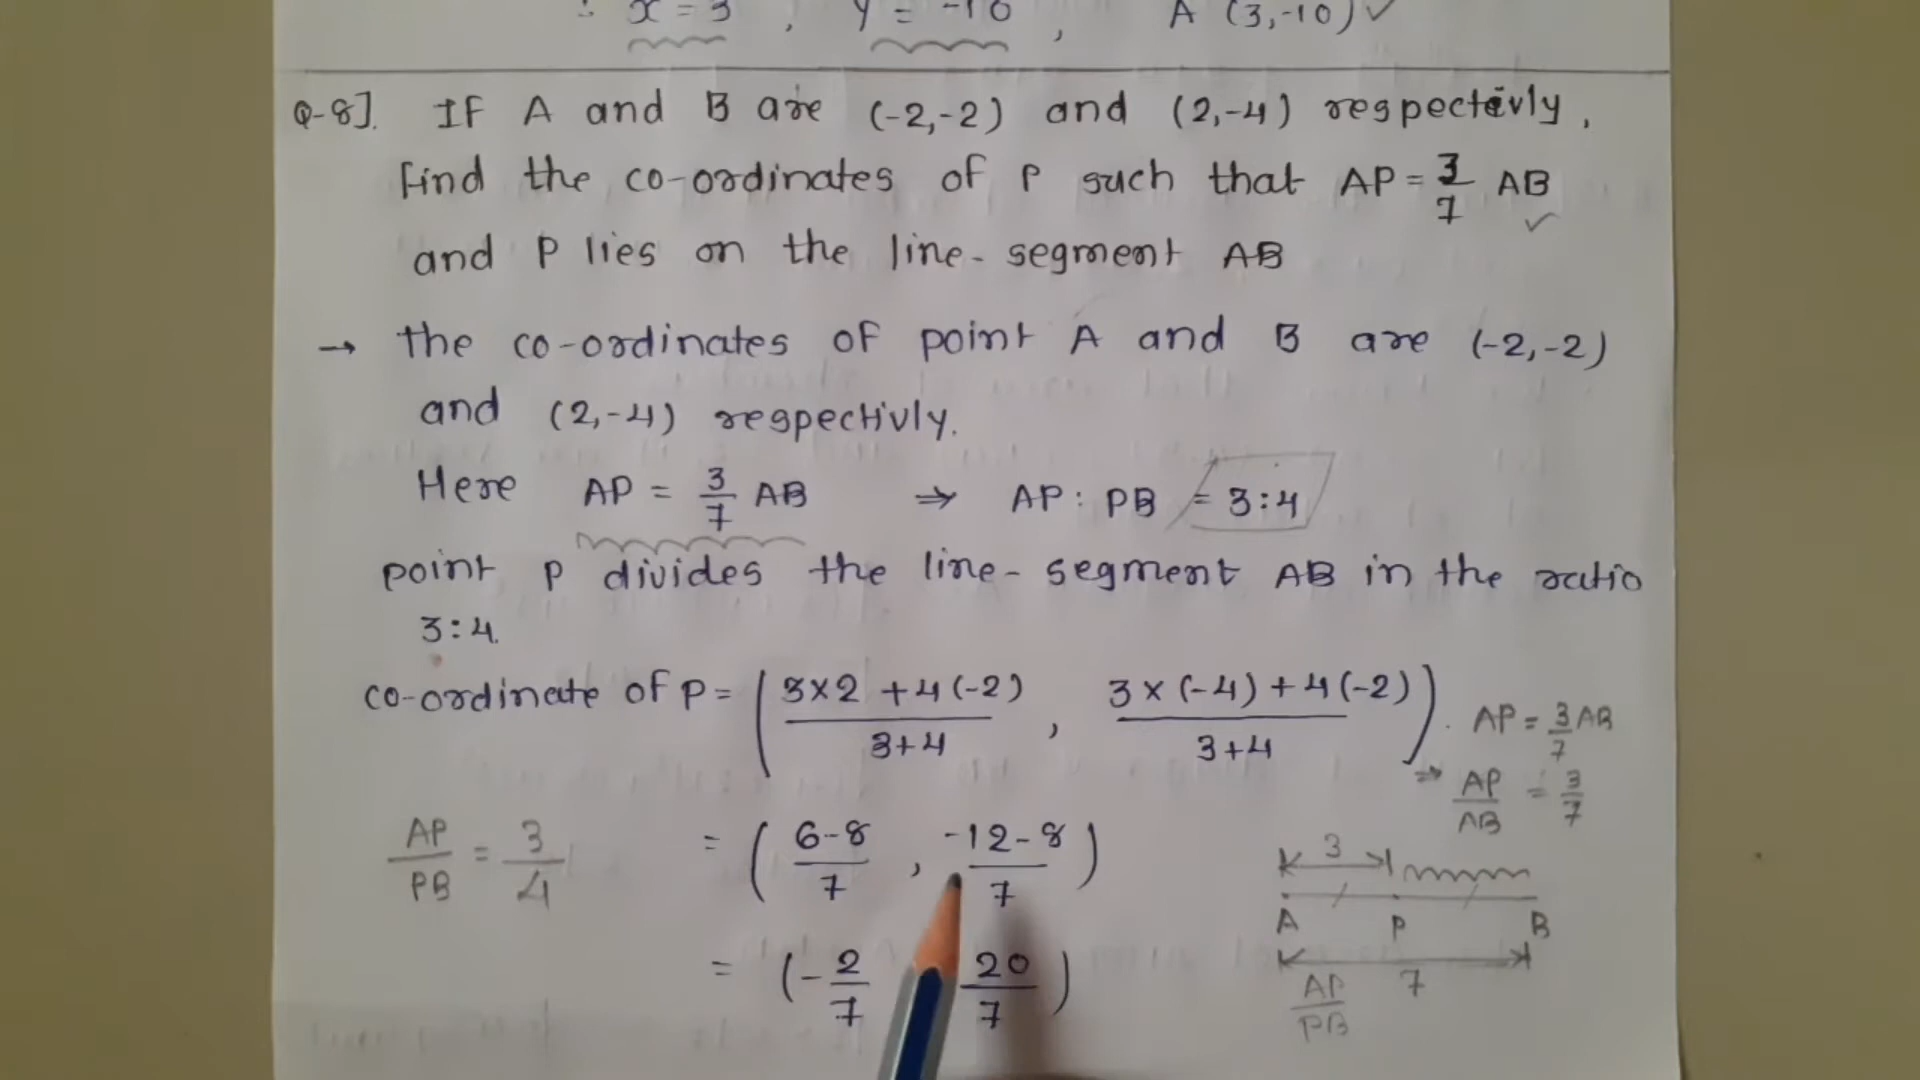 ∴ x = 3 , y = -10 , A (3,-10) ✓
Q-8]. If A and B are (-2,-2) and (2,-4) respectivly,
find the co-ordinates of P such that AP = 3/7 AB ✓
and P lies on the line-segment AB
→ the co-ordinates of point A and B are (-2,-2)
and (2,-4) respectivly.
Here AP = 3/7 AB ⇒ AP : PB = 3:4
point P divides the line-segment AB in the ratio
3:4.
co-ordinate of P = ( (3×2 + 4(-2))/(3+4) , (3×(-4) + 4(-2))/(3+4) ).
AP = 3/7 AB
⇒ AP/AB = 3/7
AP/PB = 3/4
= ( (6-8)/7 , (-12-8)/7 )
3
A P B
7
AP/PB
= (-2/7 20/7 )